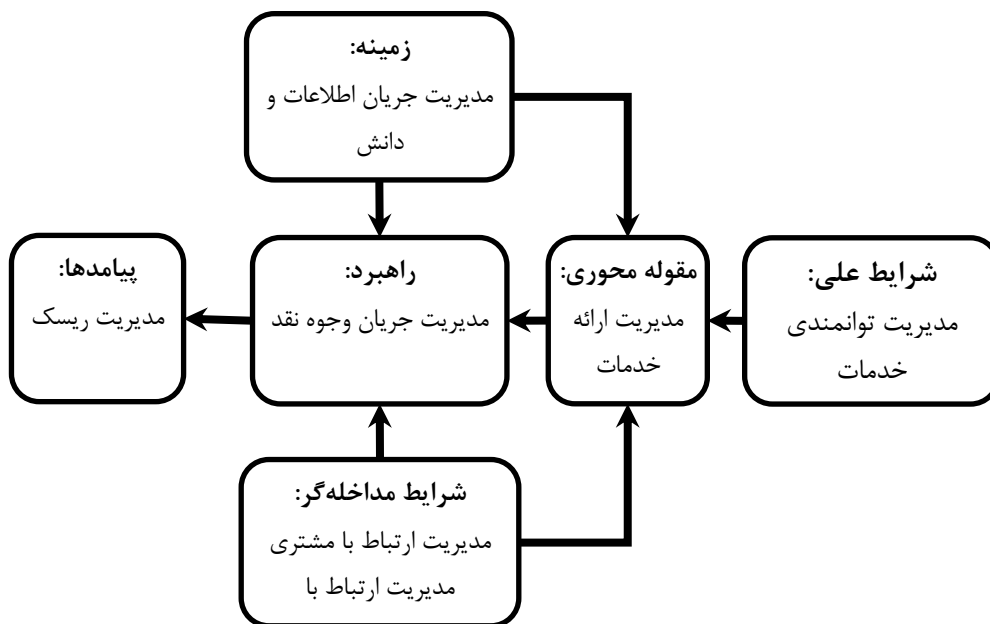 زمینه:
مدیریت جریان اطلاعات و
دانش
شرایط علی:
مدیریت توانمندی
خدمات
مقوله محوری:
مدیریت ارائه
خدمات
راهبرد:
مدیریت جریان وجوه نقد
پیامدها:
مدیریت ریسک
شرایط مداخله‌گر:
مدیریت ارتباط با مشتری
مدیریت ارتباط با